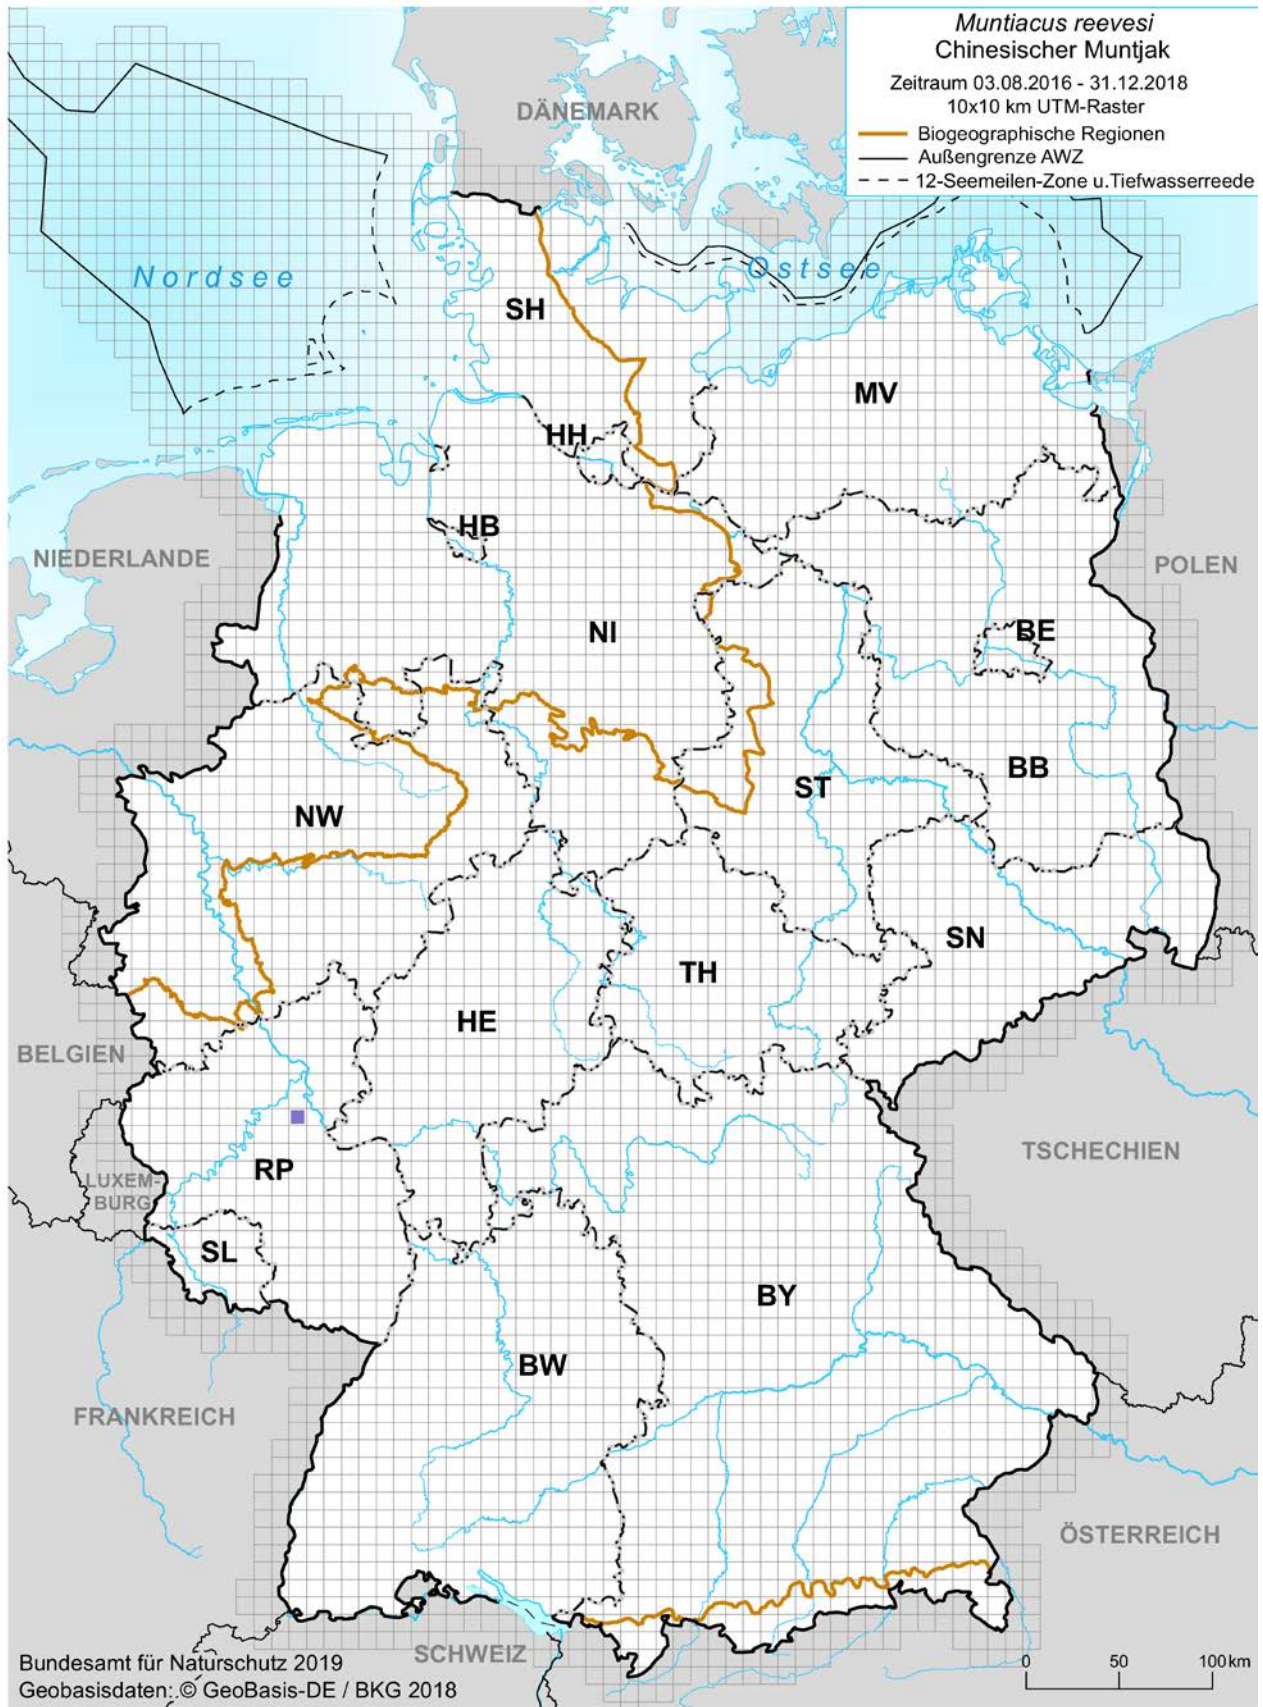 Muntiacus reevesi
Chinesischer Muntjak
Zeitraum 03.08.2016 - 31.12.2018
10x10 km UTM-Raster
Biogeographische Regionen
Außengrenze AWZ
12-Seemeilen-Zone u.Tiefwasserreede
DÄNEMARK
Nordsee
Ostsee
SH
MV
HH
HB
NIEDERLANDE
POLEN
NI
BE
BB
ST
NW
SN
TH
HE
BELGIEN
TSCHECHIEN
RP
LUXEM-
BURG
SL
BY
BW
FRANKREICH
ÖSTERREICH
SCHWEIZ
Bundesamt für Naturschutz 2019
Geobasisdaten:.© GeoBasis-DE / BKG 2018
0 50 100 km